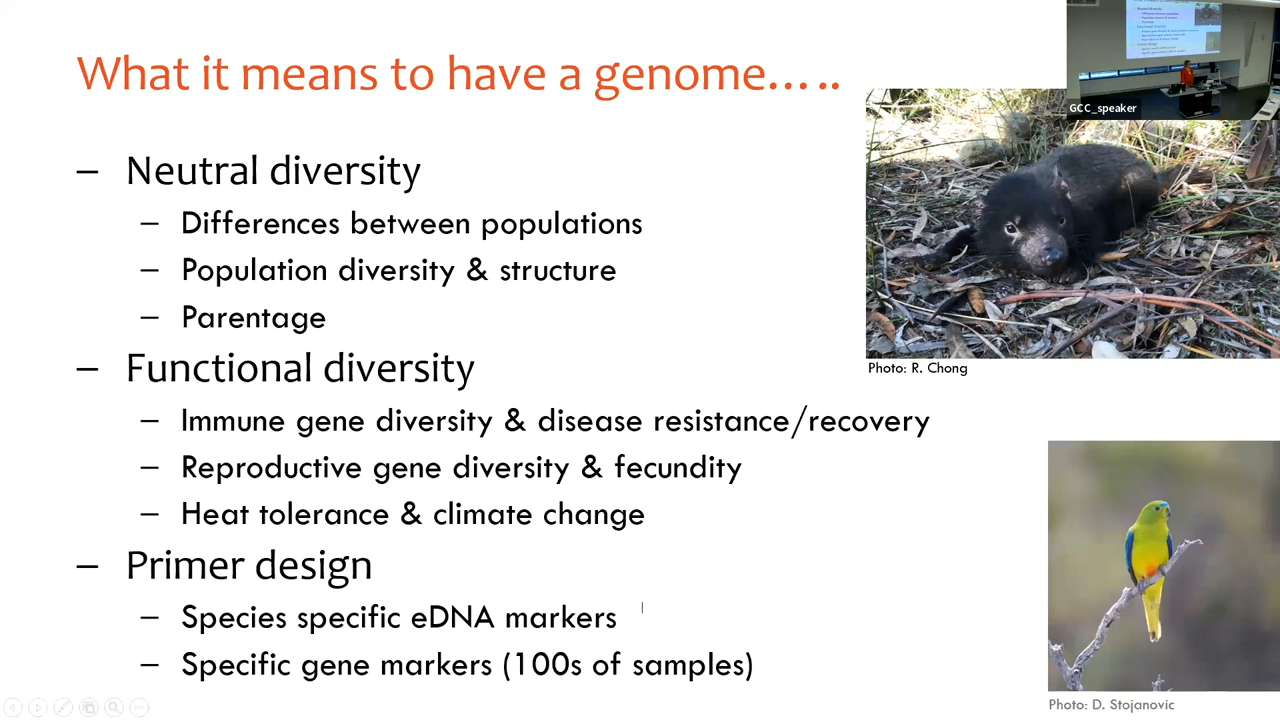 What it means to have a genome.....
– Neutral diversity
– Differences between populations
– Population diversity & structure
– Parentage
– Functional diversity
– Immune gene diversity & disease resistance/recovery
– Reproductive gene diversity & fecundity
– Heat tolerance & climate change
– Primer design
– Species specific eDNA markers
– Specific gene markers (100s of samples)
GCC_speaker
Photo: R. Chong
Photo: D. Stojanovic